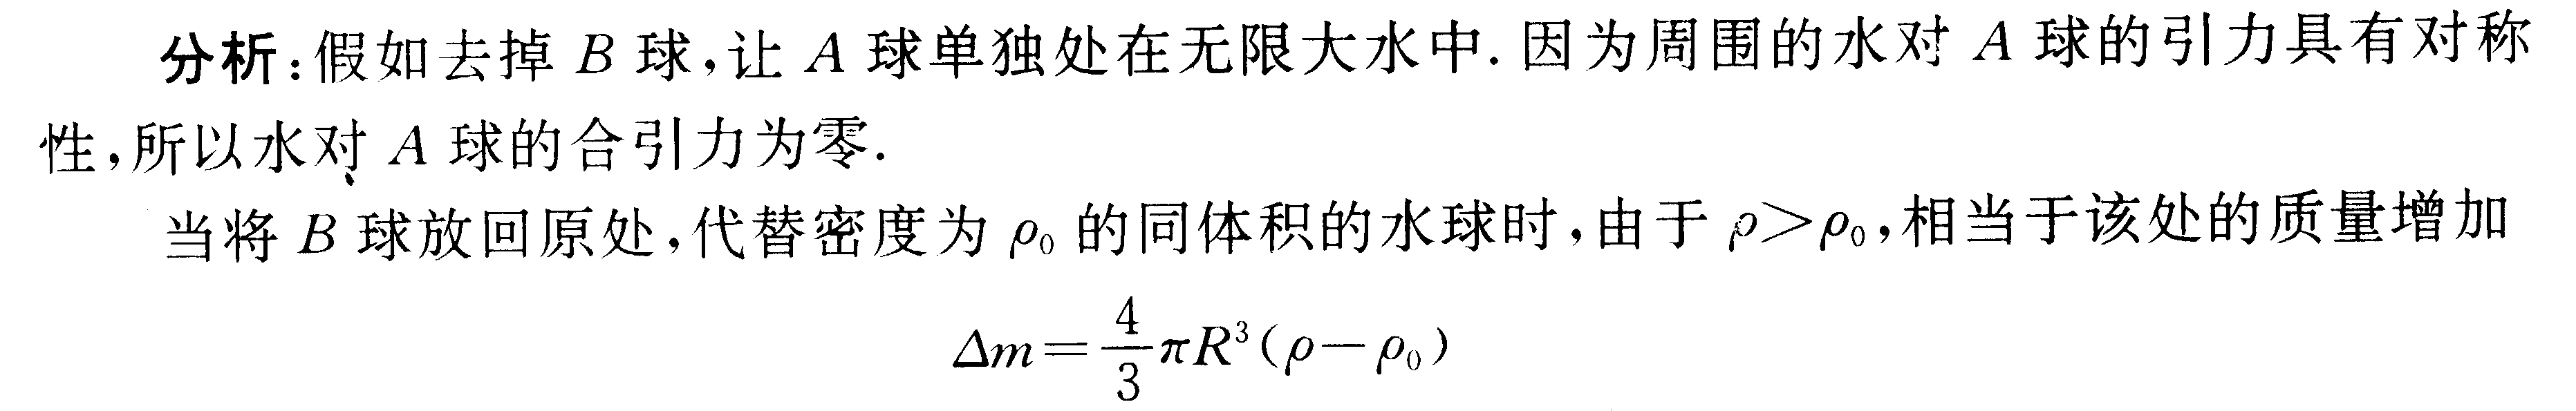 分析:假如去掉 B 球,让 A 球单独处在无限大水中. 因为周围的水对 A 球的引力具有对称
性,所以水对 A 球的合引力为零.
当将 B 球放回原处,代替密度为 ρ₀ 的同体积的水球时,由于 ρ>ρ₀,相当于该处的质量增加
Δm=4/3πR³(ρ-ρ₀)